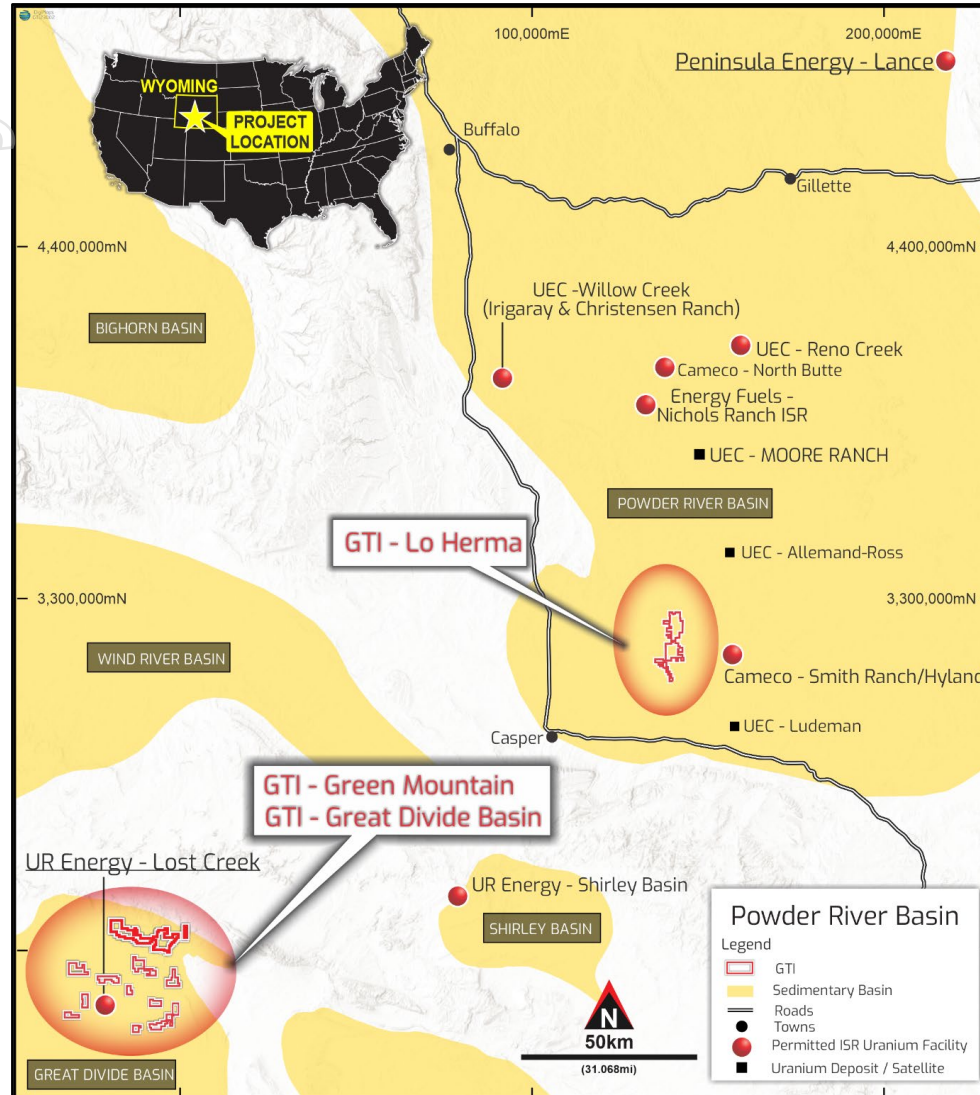 100,000mE
200,000mE
Peninsula Energy - Lance
WYOMING
PROJECT
LOCATION
Buffalo
Gillette
4,400,000mN
4,400,000mN
UEC -Willow Creek
(Irigaray & Christensen Ranch)
BIGHORN BASIN
UEC - Reno Creek
Cameco - North Butte
Energy Fuels -
Nichols Ranch ISR
UEC - MOORE RANCH
POWDER RIVER BASIN
GTI - Lo Herma
UEC - Allemand-Ross
3,300,000mN
3,300,000mN
WIND RIVER BASIN
Cameco - Smith Ranch/Hyland
UEC - Ludeman
Casper
GTI - Green Mountain
GTI - Great Divide Basin
UR Energy - Lost Creek
UR Energy - Shirley Basin
SHIRLEY BASIN
GREAT DIVIDE BASIN
N
50km
(31.068mi)
Powder River Basin
Legend
GTI
Sedimentary Basin
Roads
Towns
Permitted ISR Uranium Facility
Uranium Deposit / Satellite